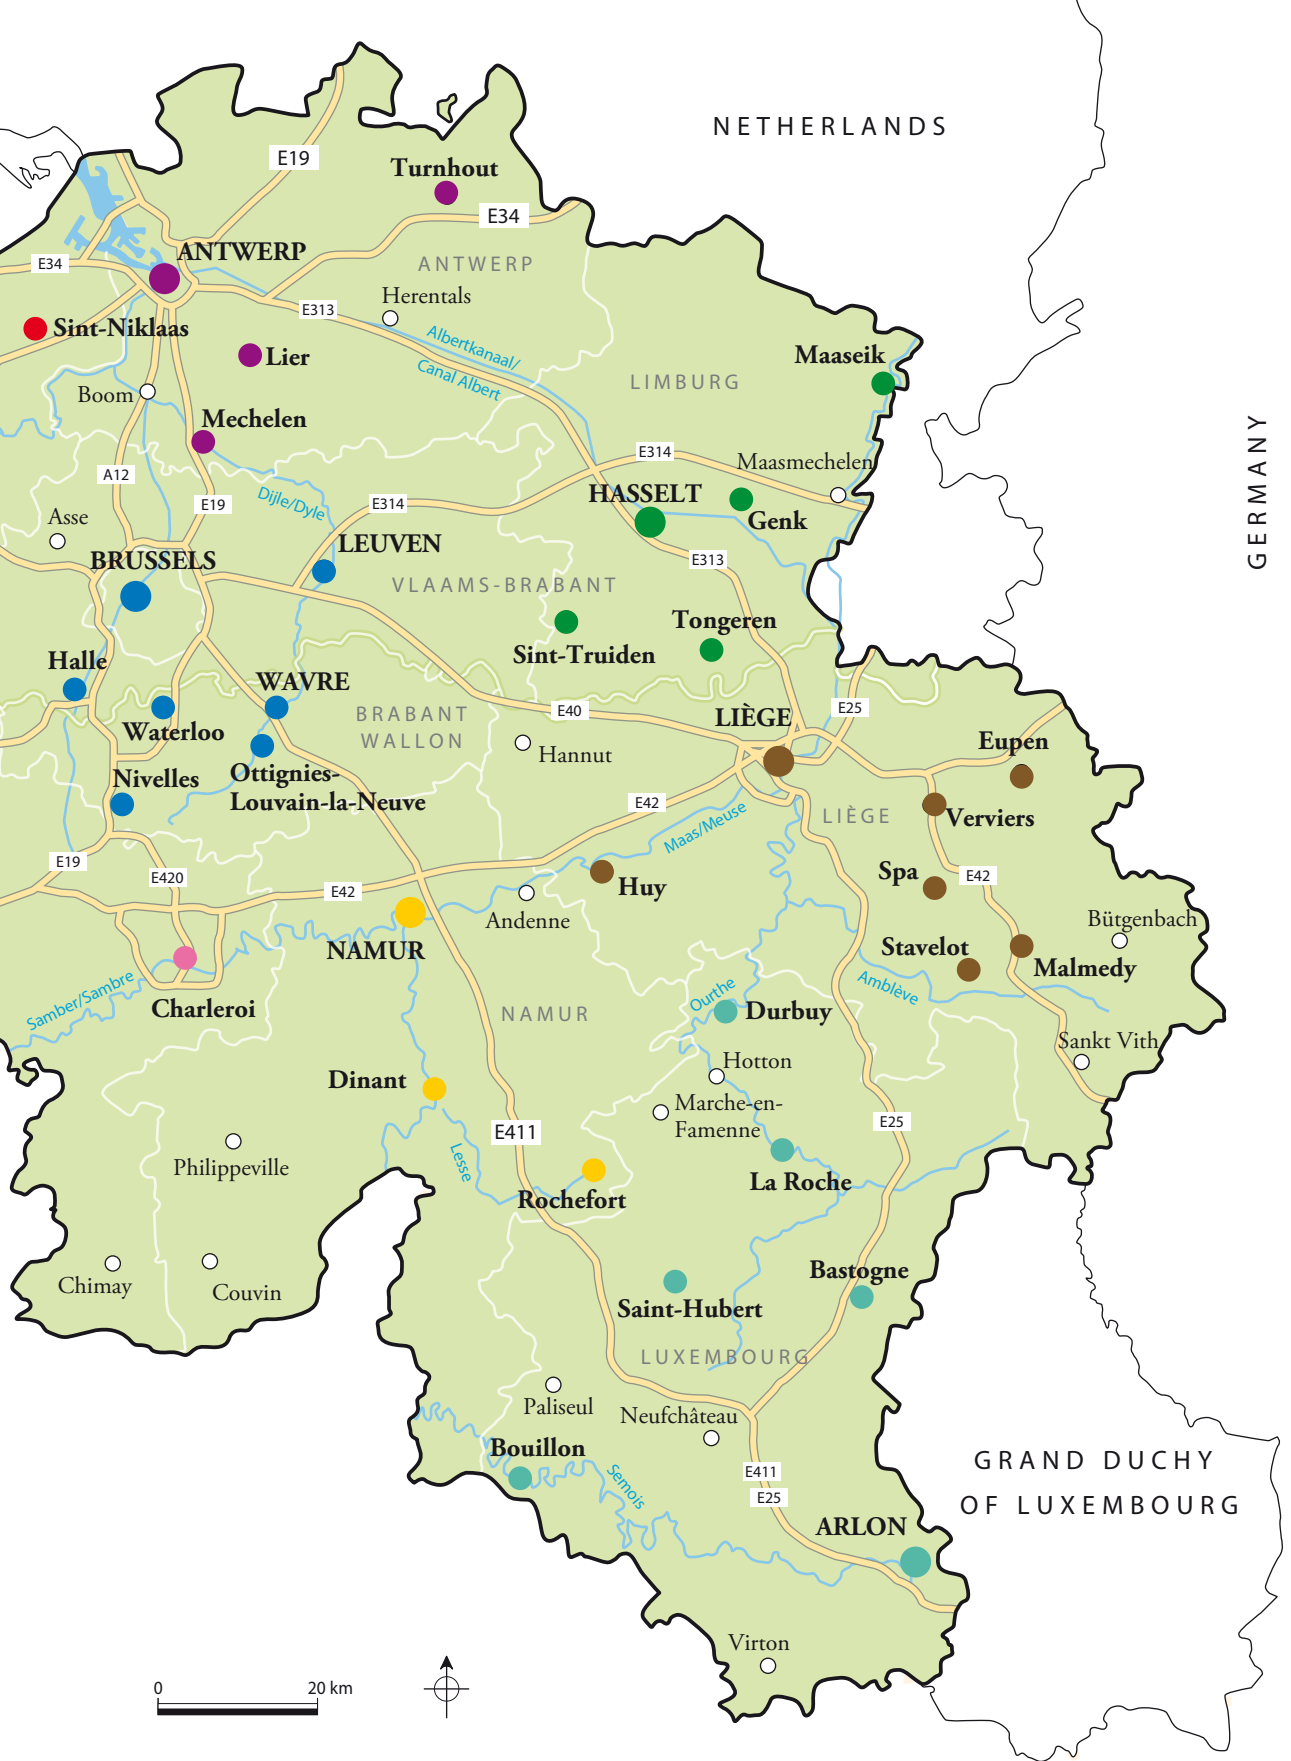 NETHERLANDS
E19
Turnhout
E34
ANTWERP
E34
ANTWERP
Herentals
E313
Sint-Niklaas
Albertkanaal/
Canal Albert
Lier
Maaseik
LIMBURG
Boom
Mechelen
GERMANY
E314
Maasmechelen
A12
HASSELT
E19
Dijle/Dyle
E314
Genk
Asse
LEUVEN
BRUSSELS
E313
VLAAMS-BRABANT
Tongeren
Sint-Truiden
Halle
WAVRE
E40
LIÈGE
E25
BRABANT
WALLON
Waterloo
Eupen
Hannut
Ottignies-
Louvain-la-Neuve
Nivelles
E42
LIÈGE
Verviers
Maas/Meuse
E19
E420
E42
Huy
Spa
E42
Andenne
Bütgenbach
NAMUR
Stavelot
Malmedy
Samber/Sambre
Charleroi
Ourthe
Amblève
Durbuy
NAMUR
Sankt Vith
Hotton
Dinant
Marche-en-
Famenne
E25
E411
Lesse
Philippeville
La Roche
Rochefort
Bastogne
Chimay
Couvin
Saint-Hubert
LUXEMBOURG
Paliseul
Neufchâteau
Bouillon
Semois
E411
E25
GRAND DUCHY
OF LUXEMBOURG
ARLON
Virton
0
20 km